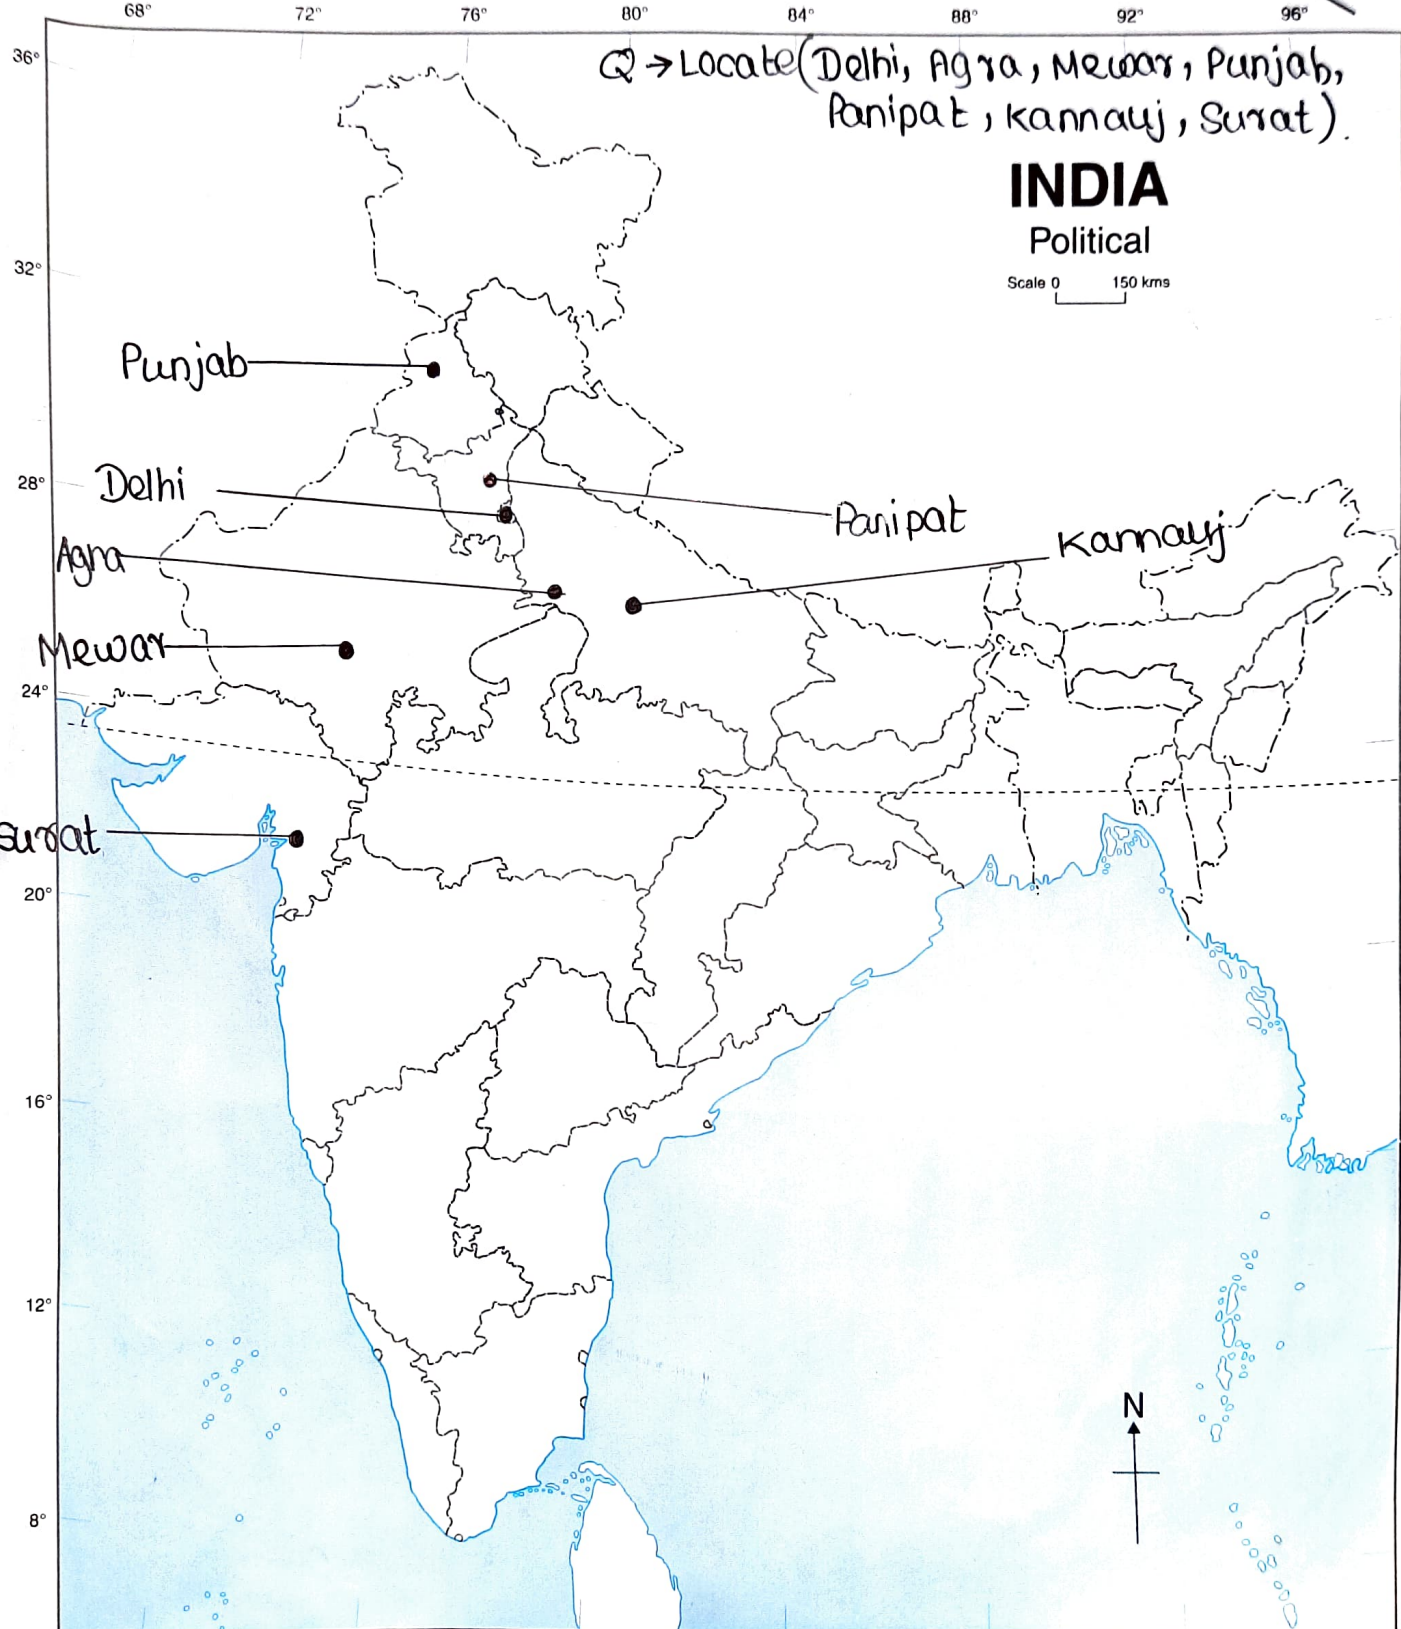 68° 72° 76° 80° 84° 88° 92° 96°
36°
Q → Locate (Delhi, Agra, Mewar, Punjab,
Panipat, Kannauj, Surat).
INDIA
Political
Scale 0 150 kms
32°
Punjab
28°
Delhi
Panipat
Kannauj
Agra
Mewar
24°
Surat
20°
16°
12°
N
8°